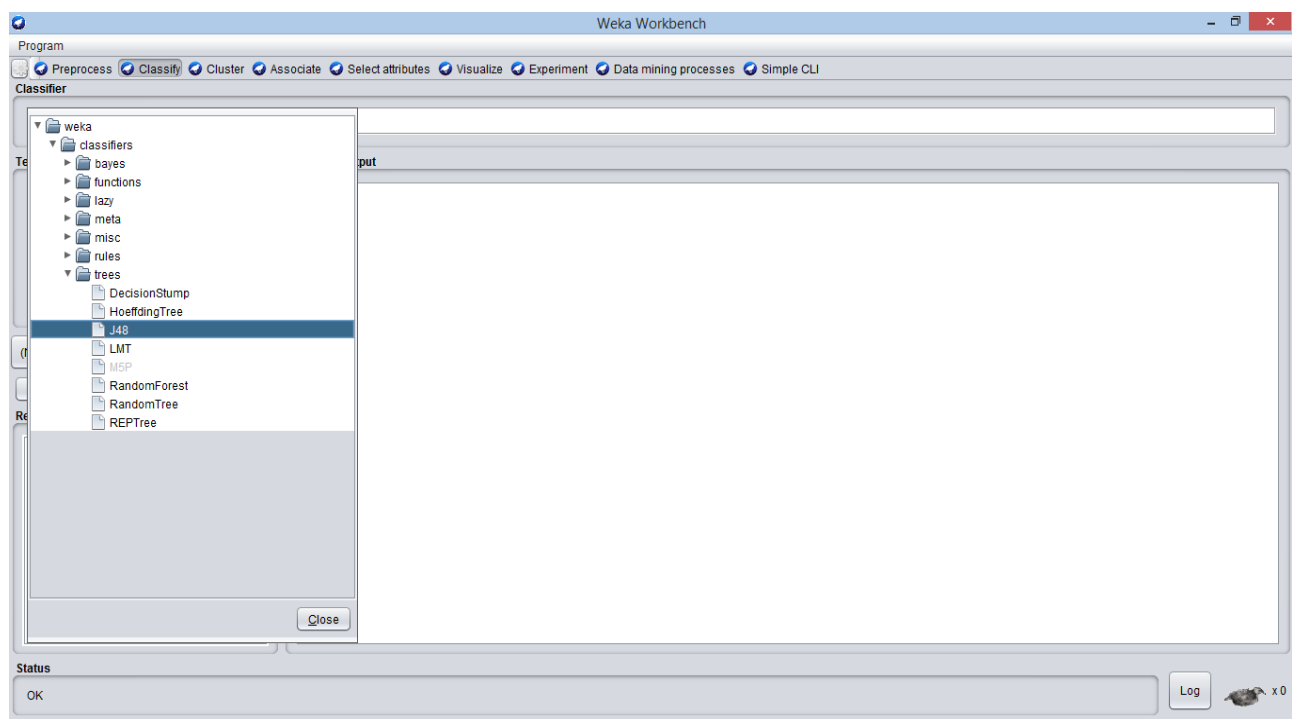 Weka Workbench
Program
Preprocess Classify Cluster Associate Select attributes Visualize Experiment Data mining processes Simple CLI
Classifier
weka
classifiers
Te
bayes
put
functions
lazy
meta
misc
rules
trees
DecisionStump
HoeffdingTree
J48
LMT
M5P
RandomForest
RandomTree
Re
REPTree
Close
Status
OK
Log
x 0